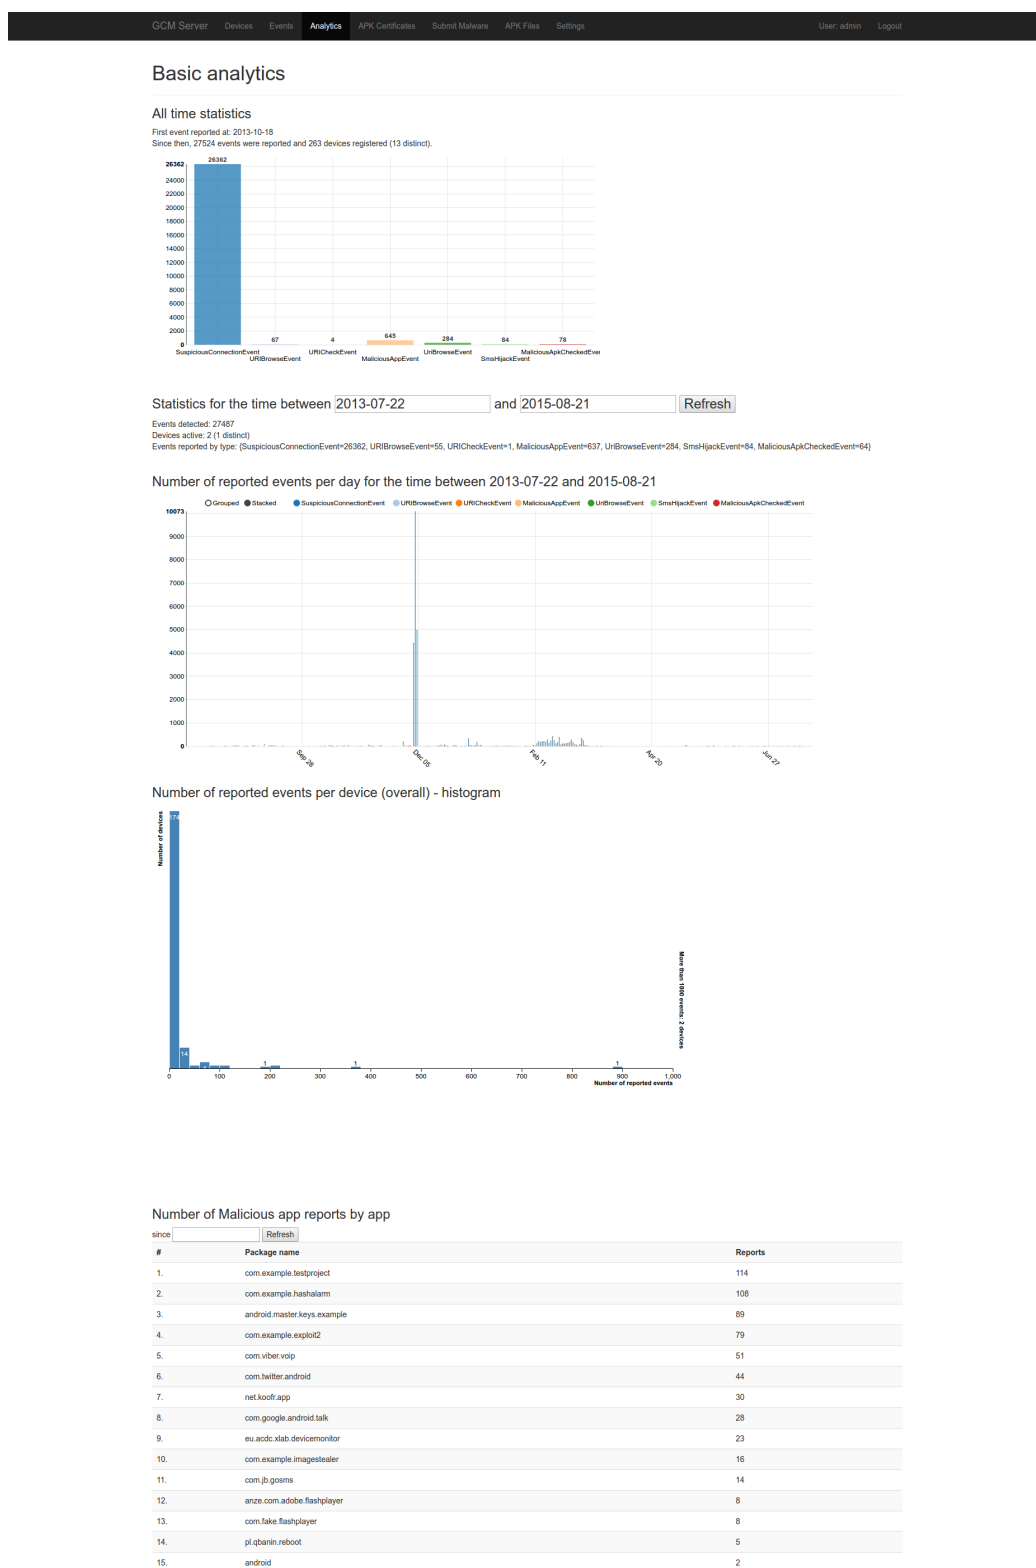 GCM Server Devices Events Analytics APK Certificates Submit Malware APK Files Settings User: admin Logout
Basic analytics
All time statistics
First event reported at: 2013-10-18
Since then, 27524 events were reported and 263 devices registered (13 distinct).
26362
24000
22000
20000
18000
16000
14000
12000
10000
8000
6000
4000
2000
0
26362 67 4 645 284 84 78
SuspiciousConnectionEvent URIBrowseEvent URICheckEvent MaliciousAppEvent UriBrowseEvent SmsHijackEvent MaliciousApkCheckedEven
Statistics for the time between 2013-07-22 and 2015-08-21 Refresh
Events detected: 27487
Devices active: 2 (1 distinct)
Events reported by type: {SuspiciousConnectionEvent=26362, URIBrowseEvent=55, URICheckEvent=1, MaliciousAppEvent=637, UriBrowseEvent=284, SmsHijackEvent=84, MaliciousApkCheckedEvent=64}
Number of reported events per day for the time between 2013-07-22 and 2015-08-21
Grouped Stacked SuspiciousConnectionEvent URIBrowseEvent URICheckEvent MaliciousAppEvent UriBrowseEvent SmsHijackEvent MaliciousApkCheckedEvent
10073
9000
8000
7000
6000
5000
4000
3000
2000
1000
0
Sep 28 Dec 05 Feb 11 Apr 20 Jun 27
Number of reported events per device (overall) - histogram
Number of devices
174
14
1 1 1
More than 1000 events: 2 devices
0 100 200 300 400 500 600 700 800 900 1,000
Number of reported events
Number of Malicious app reports by app
since Refresh
# Package name Reports
1. com.example.testproject 114
2. com.example.hashalarm 108
3. android.master.keys.example 89
4. com.example.exploit2 79
5. com.viber.voip 51
6. com.twitter.android 44
7. net.koofr.app 30
8. com.google.android.talk 28
9. eu.acdc.xlab.devicemonitor 23
10. com.example.imagestealer 16
11. com.jb.gosms 14
12. anze.com.adobe.flashplayer 8
13. com.fake.flashplayer 8
14. pl.qbanin.reboot 5
15. android 2